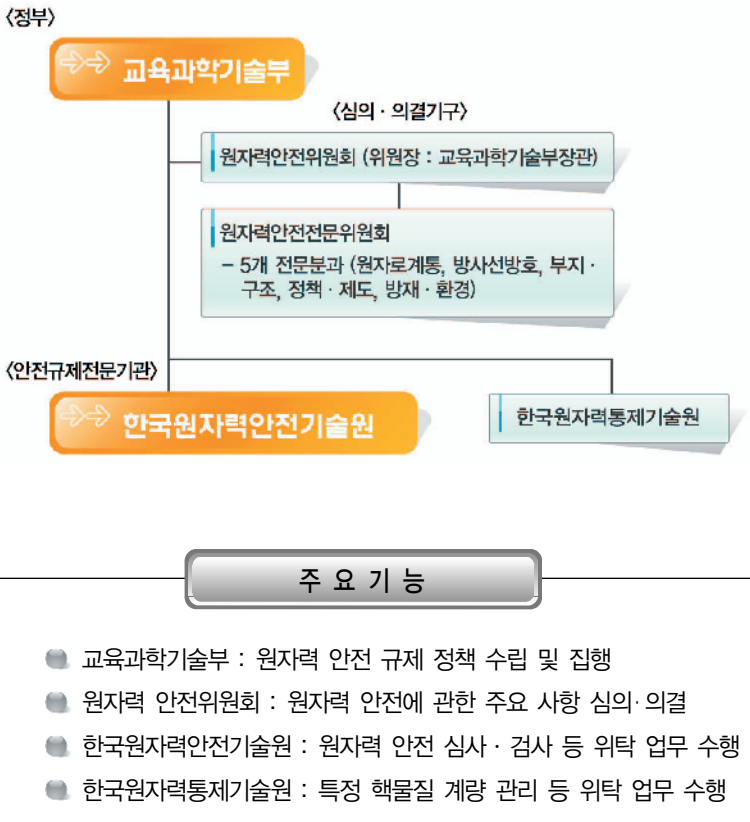 〈정부〉
교육과학기술부
〈심의 · 의결기구〉
원자력안전위원회 (위원장 : 교육과학기술부장관)
원자력안전전문위원회
- 5개 전문분과 (원자로계통, 방사선방호, 부지 ·
구조, 정책 · 제도, 방재 · 환경)
〈안전규제전문기관〉
한국원자력안전기술원
한국원자력통제기술원
주 요 기 능
교육과학기술부 : 원자력 안전 규제 정책 수립 및 집행
원자력 안전위원회 : 원자력 안전에 관한 주요 사항 심의· 의결
한국원자력안전기술원 : 원자력 안전 심사 · 검사 등 위탁 업무 수행
한국원자력통제기술원 : 특정 핵물질 계량 관리 등 위탁 업무 수행